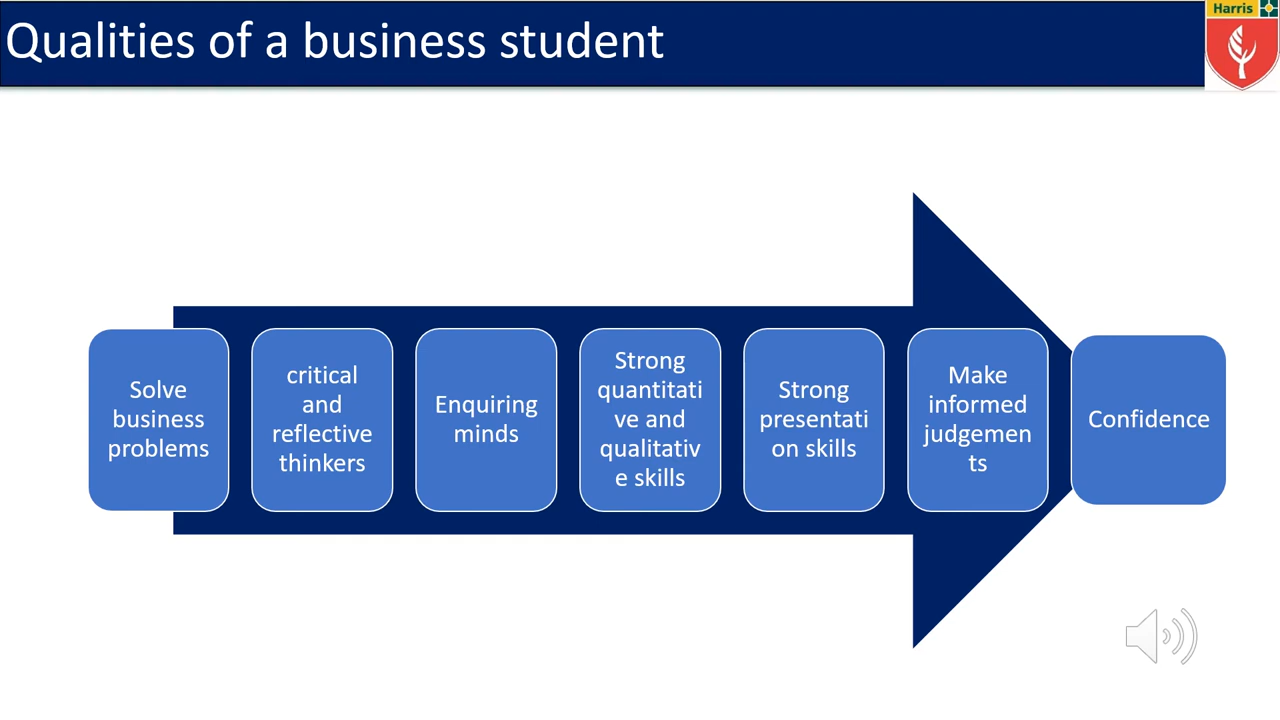 Qualities of a business student
Harris
Solve
business
problems
critical
and
reflective
thinkers
Enquiring
minds
Strong
quantitati
ve and
qualitativ
e skills
Strong
presentati
on skills
Make
informed
judgemen
ts
Confidence